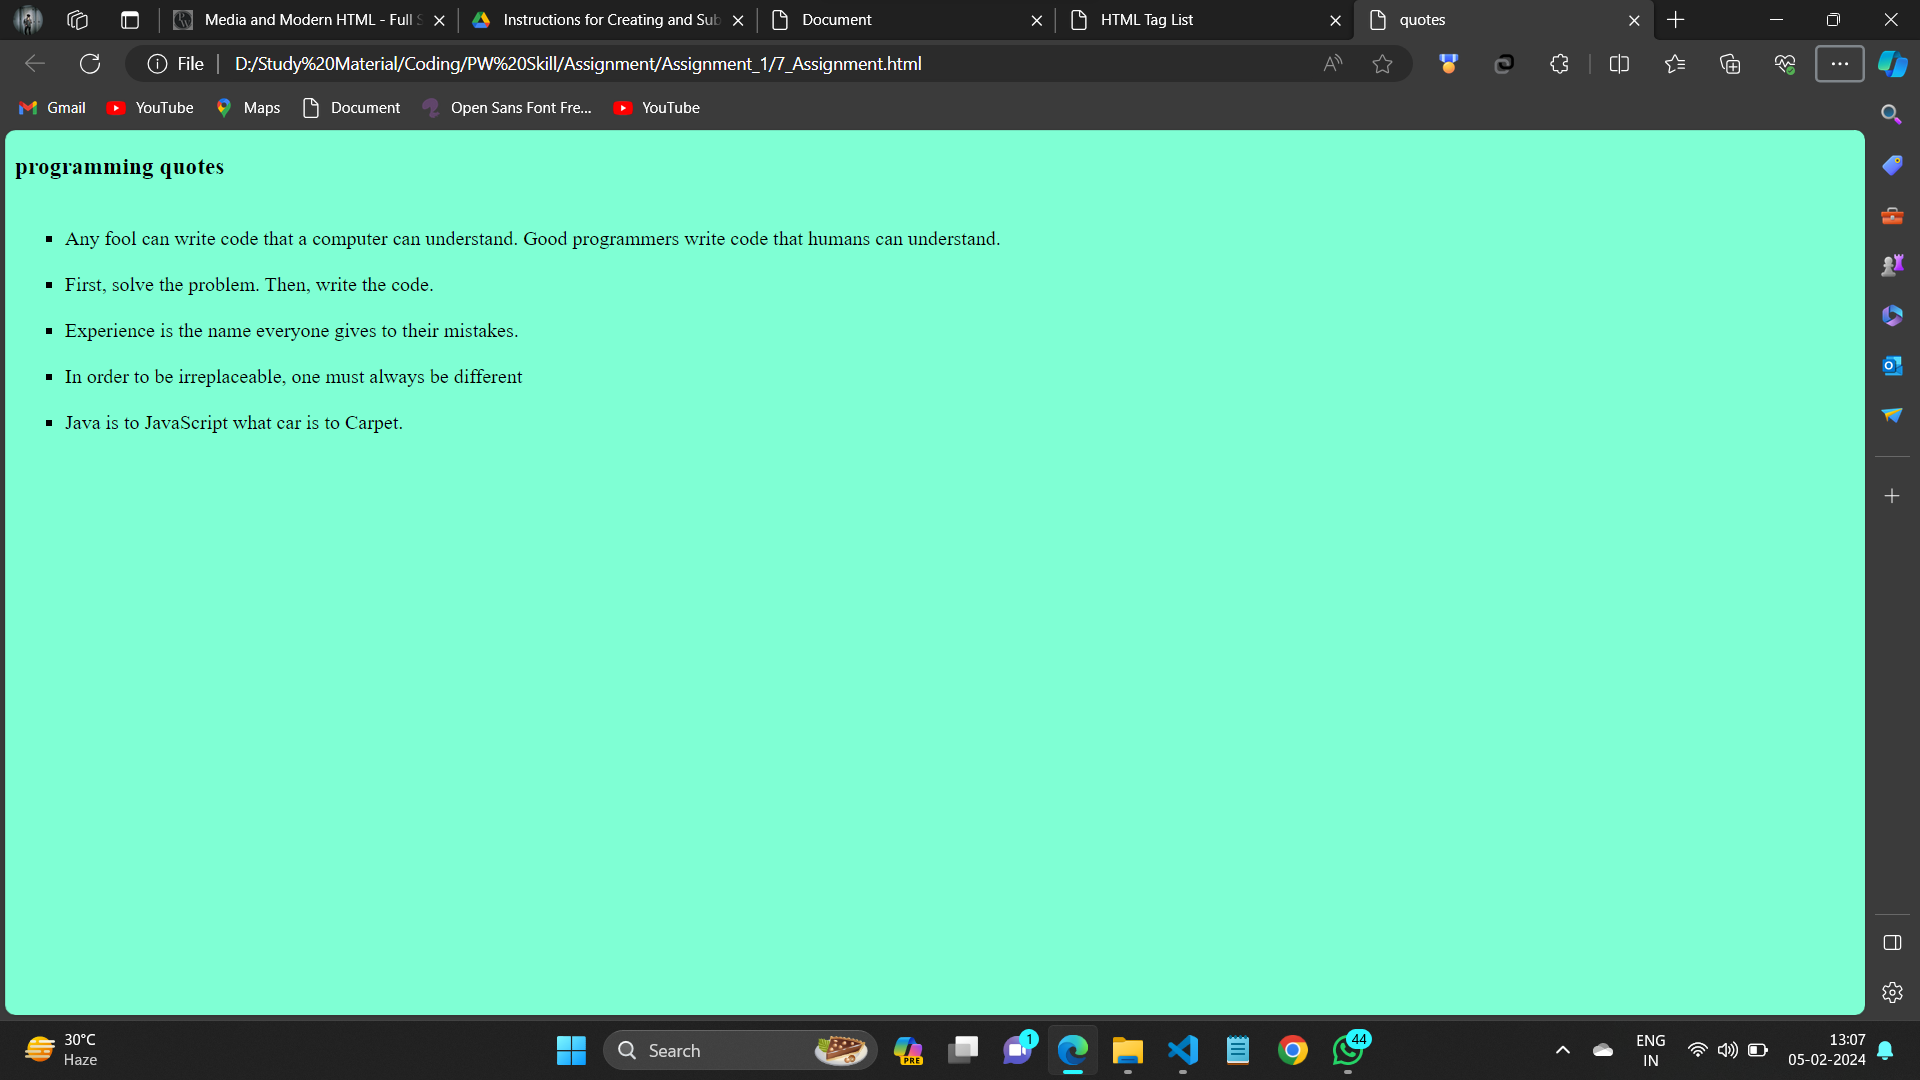 Media and Modern HTML - Full S
Instructions for Creating and Sub
Document
HTML Tag List
quotes
File
D:/Study%20Material/Coding/PW%20Skill/Assignment/Assignment_1/7_Assignment.html
Gmail
YouTube
Maps
Document
Open Sans Font Fre...
YouTube
programming quotes
Any fool can write code that a computer can understand. Good programmers write code that humans can understand.
First, solve the problem. Then, write the code.
Experience is the name everyone gives to their mistakes.
In order to be irreplaceable, one must always be different
Java is to JavaScript what car is to Carpet.
30°C
Haze
Search
PRE
1
44
ENG
IN
13:07
05-02-2024